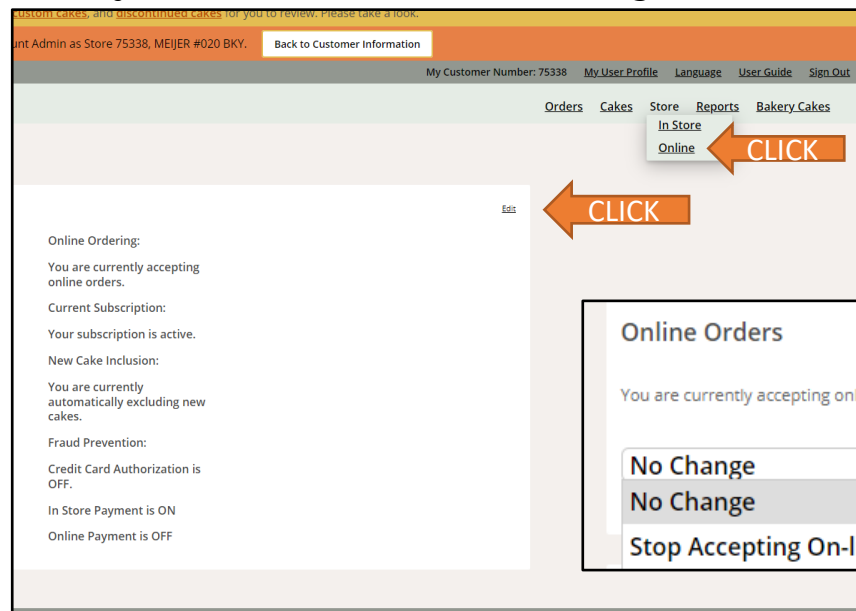 custom cakes, and discontinued cakes for you to review. Please take a look.
unt Admin as Store 75338, MEIJER #020 BKY. Back to Customer Information
My Customer Number: 75338 My User Profile Language User Guide Sign Out
Orders Cakes Store Reports Bakery Cakes
In Store
Online CLICK
Edit CLICK
Online Ordering:
You are currently accepting
online orders.
Current Subscription:
Your subscription is active.
New Cake Inclusion:
You are currently
automatically excluding new
cakes.
Fraud Prevention:
Credit Card Authorization is
OFF.
In Store Payment is ON
Online Payment is OFF
Online Orders
You are currently accepting onl
No Change
No Change
Stop Accepting On-l